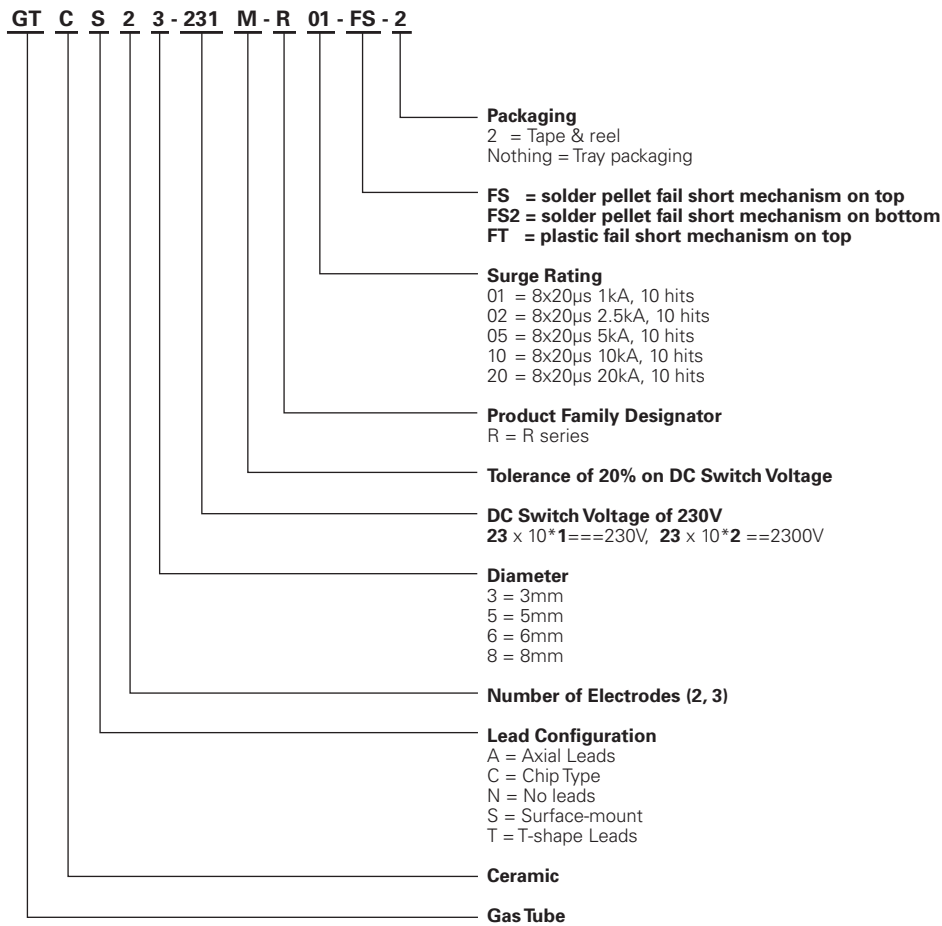 GT C S 2 3 - 231 M - R 01 - FS - 2
Packaging
2 = Tape & reel
Nothing = Tray packaging
FS = solder pellet fail short mechanism on top
FS2 = solder pellet fail short mechanism on bottom
FT = plastic fail short mechanism on top
Surge Rating
01 = 8x20µs 1kA, 10 hits
02 = 8x20µs 2.5kA, 10 hits
05 = 8x20µs 5kA, 10 hits
10 = 8x20µs 10kA, 10 hits
20 = 8x20µs 20kA, 10 hits
Product Family Designator
R = R series
Tolerance of 20% on DC Switch Voltage
DC Switch Voltage of 230V
23 x 10*1===230V, 23 x 10*2 ==2300V
Diameter
3 = 3mm
5 = 5mm
6 = 6mm
8 = 8mm
Number of Electrodes (2, 3)
Lead Configuration
A = Axial Leads
C = Chip Type
N = No leads
S = Surface-mount
T = T-shape Leads
Ceramic
Gas Tube